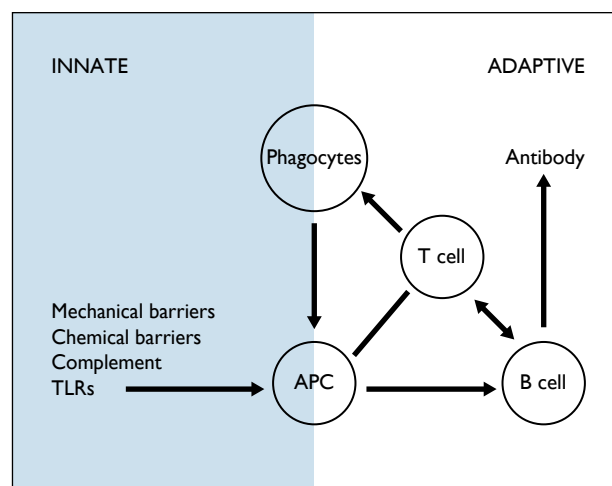 INNATE
ADAPTIVE
Phagocytes
Antibody
T cell
Mechanical barriers
Chemical barriers
Complement
TLRs
APC
B cell